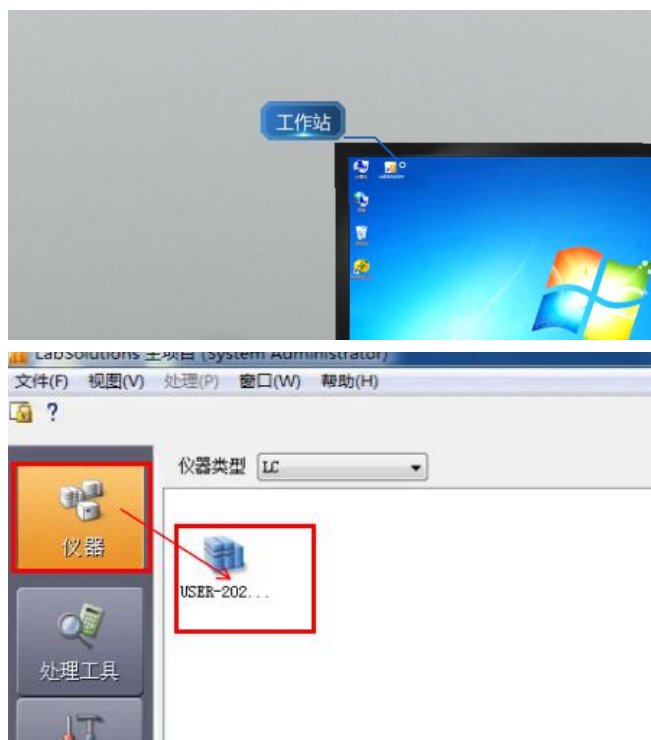 工作站
LabSolutions 主项目 (System Administrator)
文件(F) 视图(V) 处理(P) 窗口(W) 帮助(H)
?
仪器类型 LC
仪器
USER-202...
处理工具